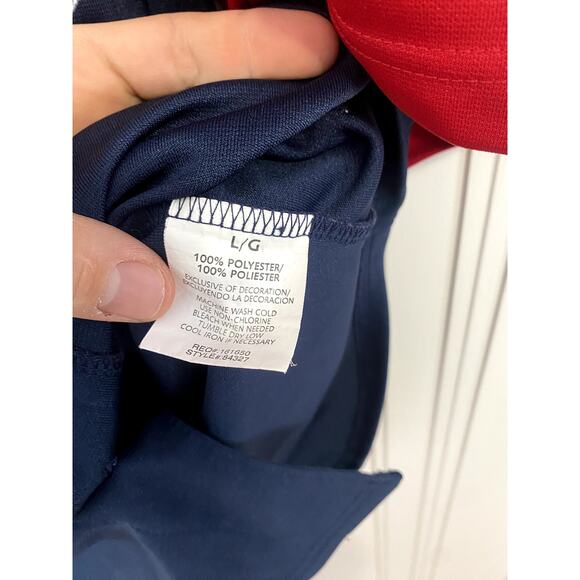 L/G
100% POLYESTER/
100% POLIESTER
EXCLUSIVE OF DECORATION/
EXCLUYENDO LA DECORACION
MACHINE WASH COLD
USE NON-CHLORINE
BLEACH WHEN NEEDED
TUMBLE DRY LOW
COOL IRON IF NECESSARY
REO#:161650
STYLE#:84327